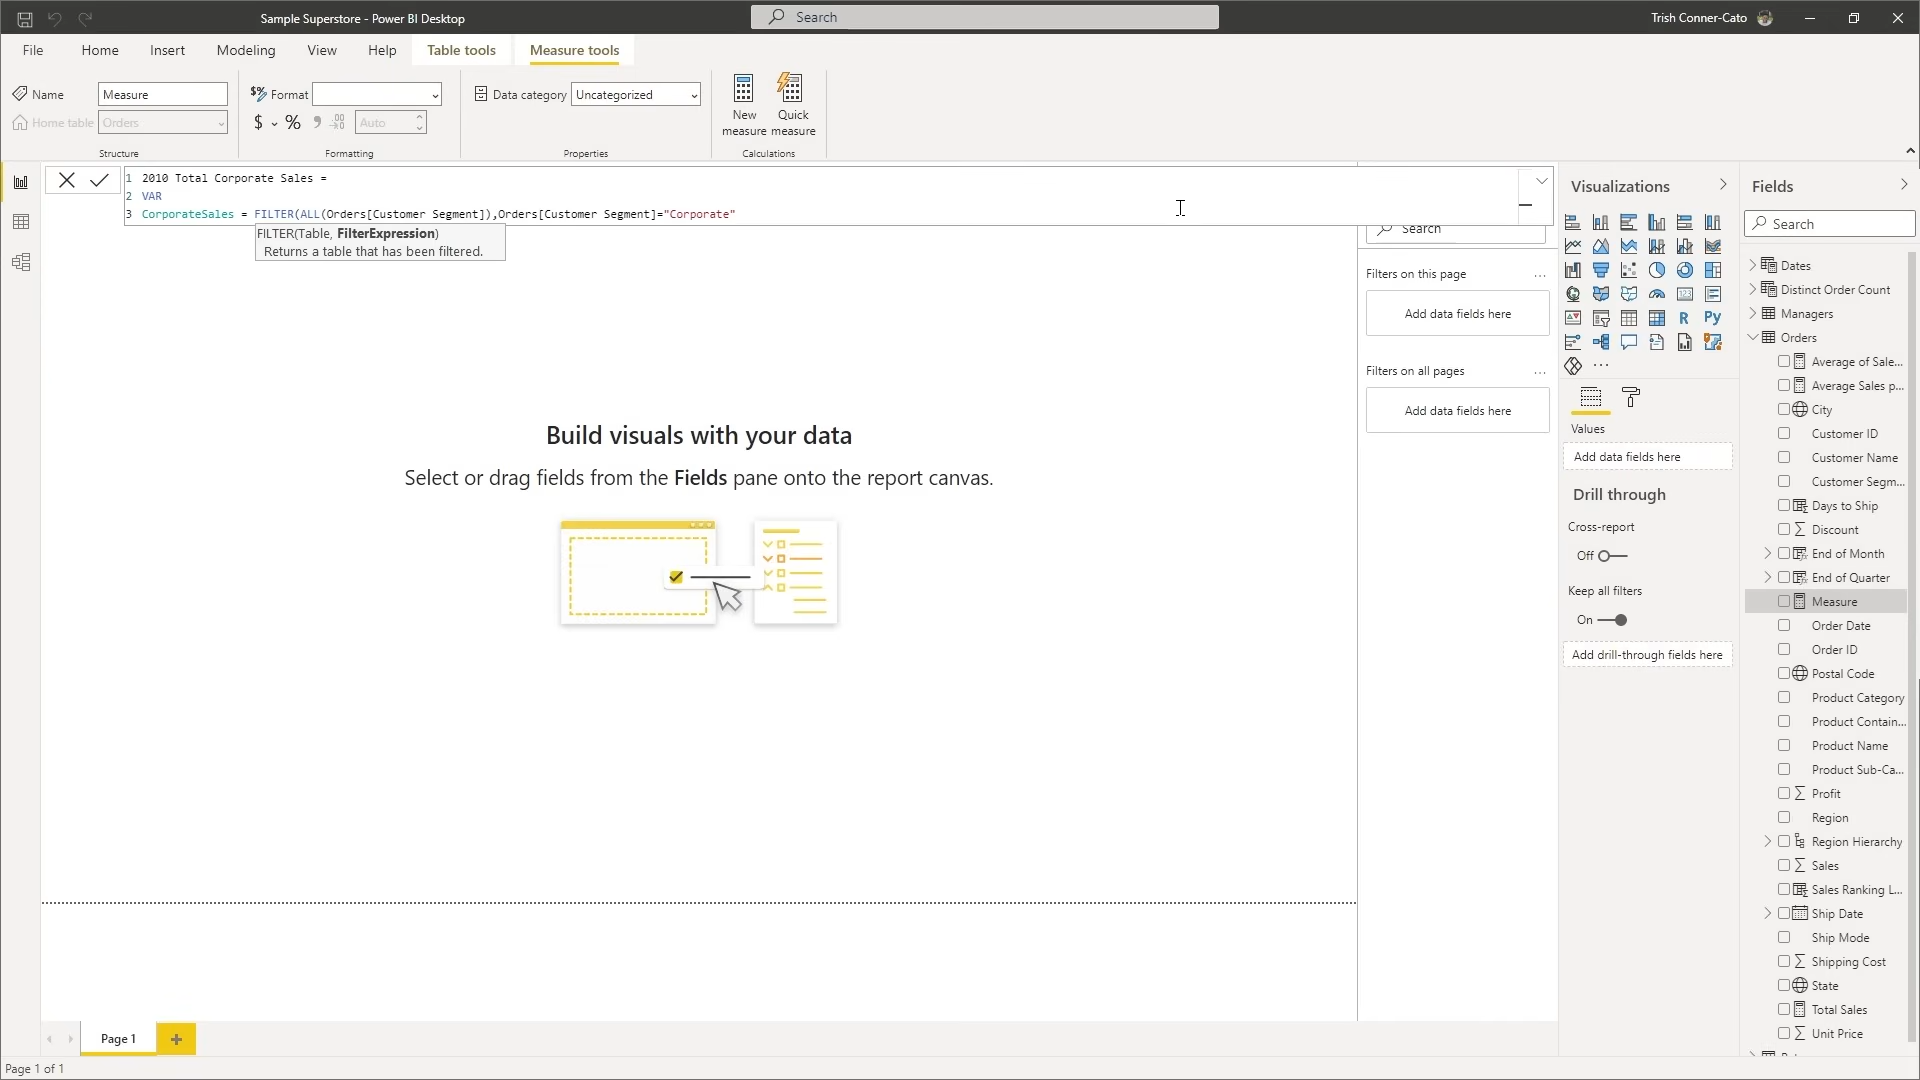 Sample Superstore - Power BI Desktop
Search
Trish Conner-Cato
File
Home
Insert
Modeling
View
Help
Table tools
Measure tools
Name
Measure
Home table
Orders
Structure
Format
$
%
Auto
Formatting
Data category
Uncategorized
Properties
New measure
Quick measure
Calculations
1 2010 Total Corporate Sales =
2 VAR
3 CorporateSales = FILTER(ALL(Orders[Customer Segment]),Orders[Customer Segment]="Corporate"
FILTER(Table, FilterExpression)
Returns a table that has been filtered.
Build visuals with your data
Select or drag fields from the Fields pane onto the report canvas.
Search
Filters on this page
...
Add data fields here
Filters on all pages
...
Add data fields here
Visualizations
R
Py
123
...
Values
Add data fields here
Drill through
Cross-report
Off
Keep all filters
On
Add drill-through fields here
Fields
Search
Dates
Distinct Order Count
Managers
Orders
Average of Sale...
Average Sales p...
City
Customer ID
Customer Name
Customer Segm...
Days to Ship
Discount
End of Month
End of Quarter
Measure
Order Date
Order ID
Postal Code
Product Category
Product Contain...
Product Name
Product Sub-Ca...
Profit
Region
Region Hierarchy
Sales
Sales Ranking L...
Ship Date
Ship Mode
Shipping Cost
State
Total Sales
Unit Price
Page 1
+
Page 1 of 1